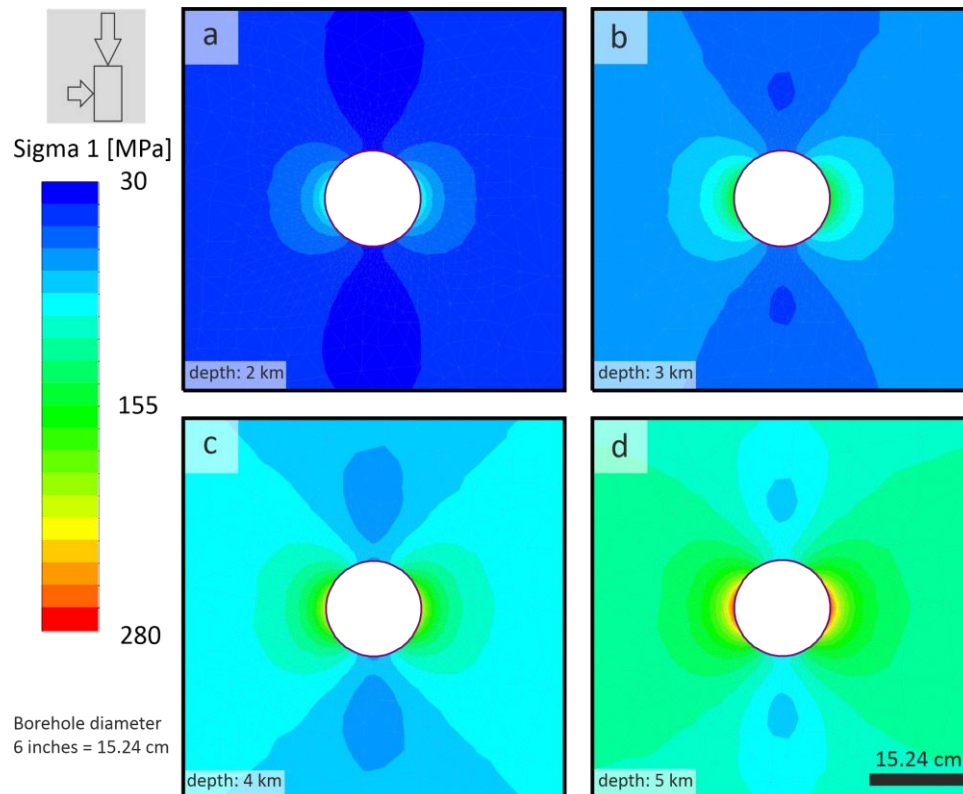 Sigma 1 [MPa]
30
155
280
Borehole diameter
6 inches = 15.24 cm
a
depth: 2 km
b
depth: 3 km
c
depth: 4 km
d
15.24 cm
depth: 5 km